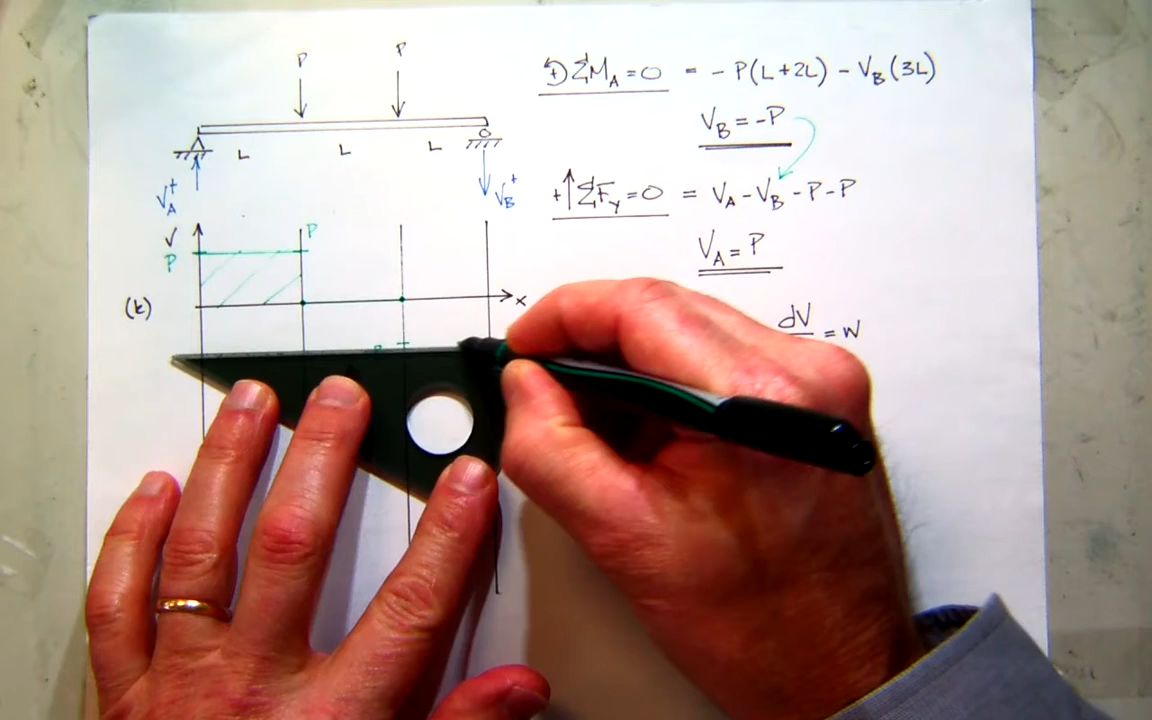 P P
L L L
V_A^+ V_B^+
↺+ ΣM_A = 0 = - P(L+2L) - V_B(3L)
V_B = -P
+↑ ΣF_y = 0 = V_A - V_B - P - P
V_A = P
V
P P
(k) x
dV = W